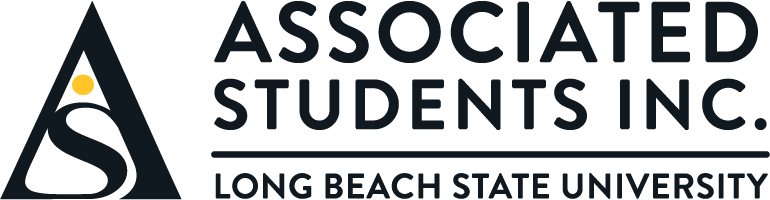 ASSOCIATED
STUDENTS INC.
LONG BEACH STATE UNIVERSITY